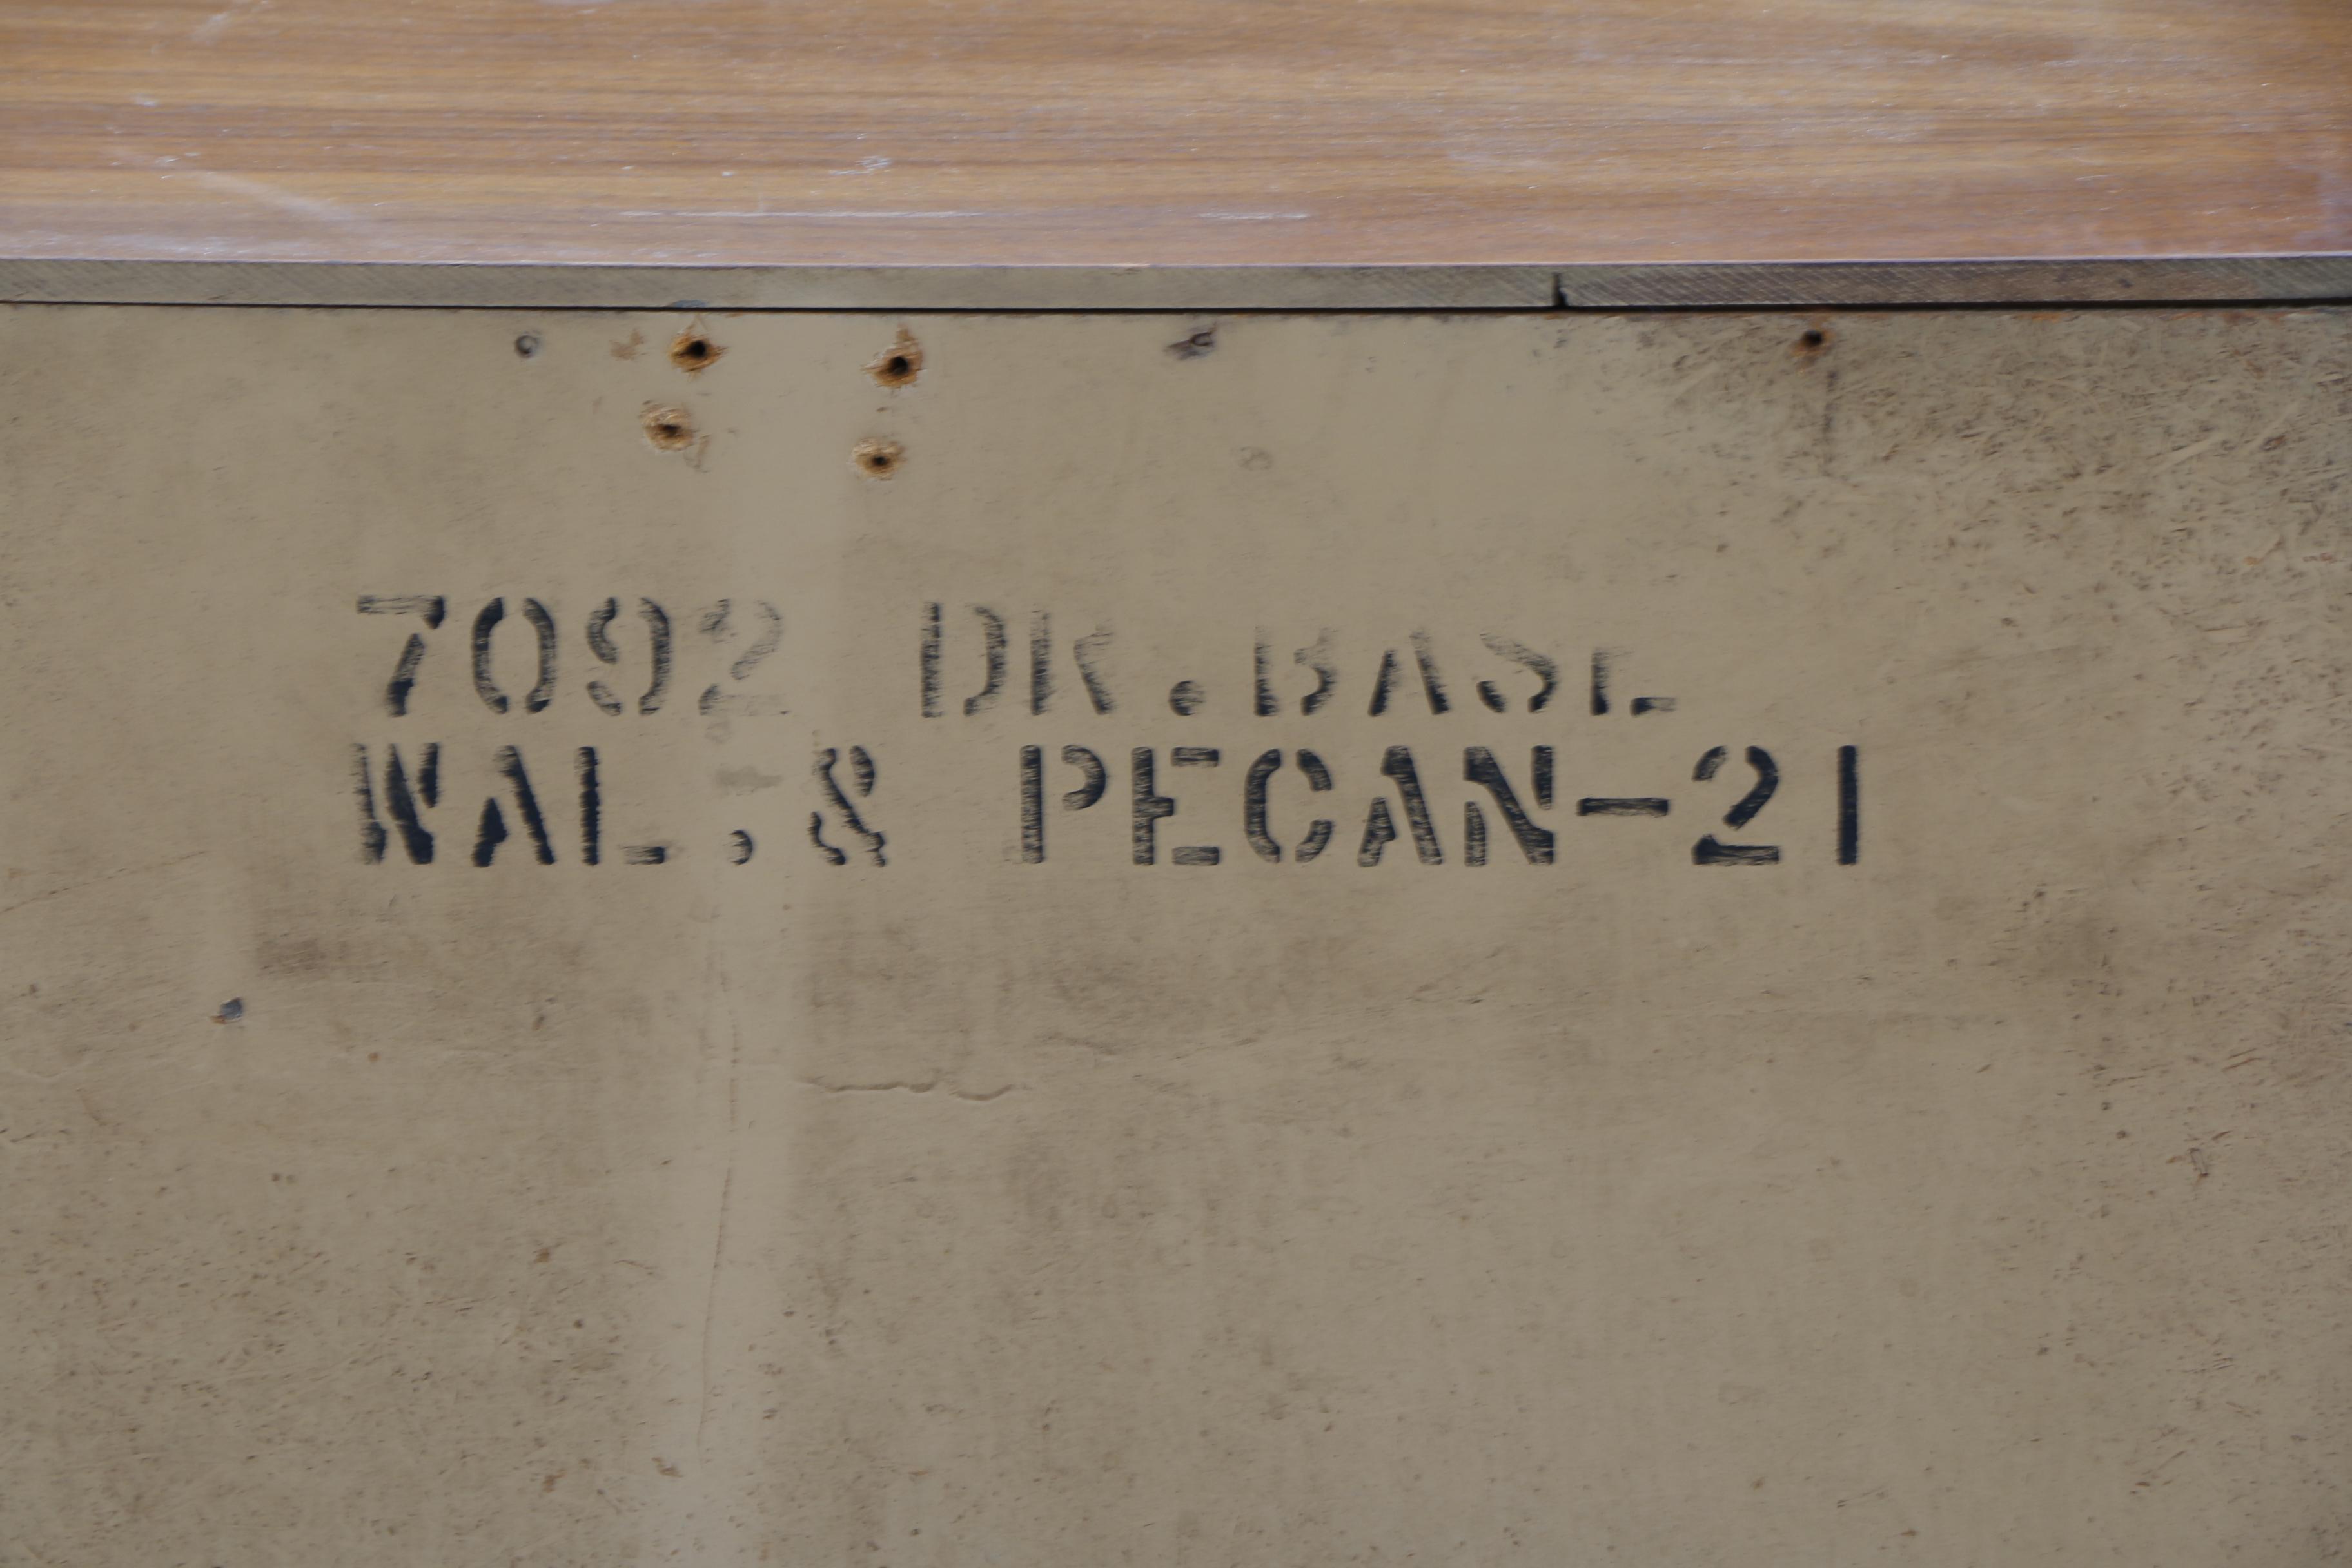 7092 DR.BASE
WAL.& PECAN-21